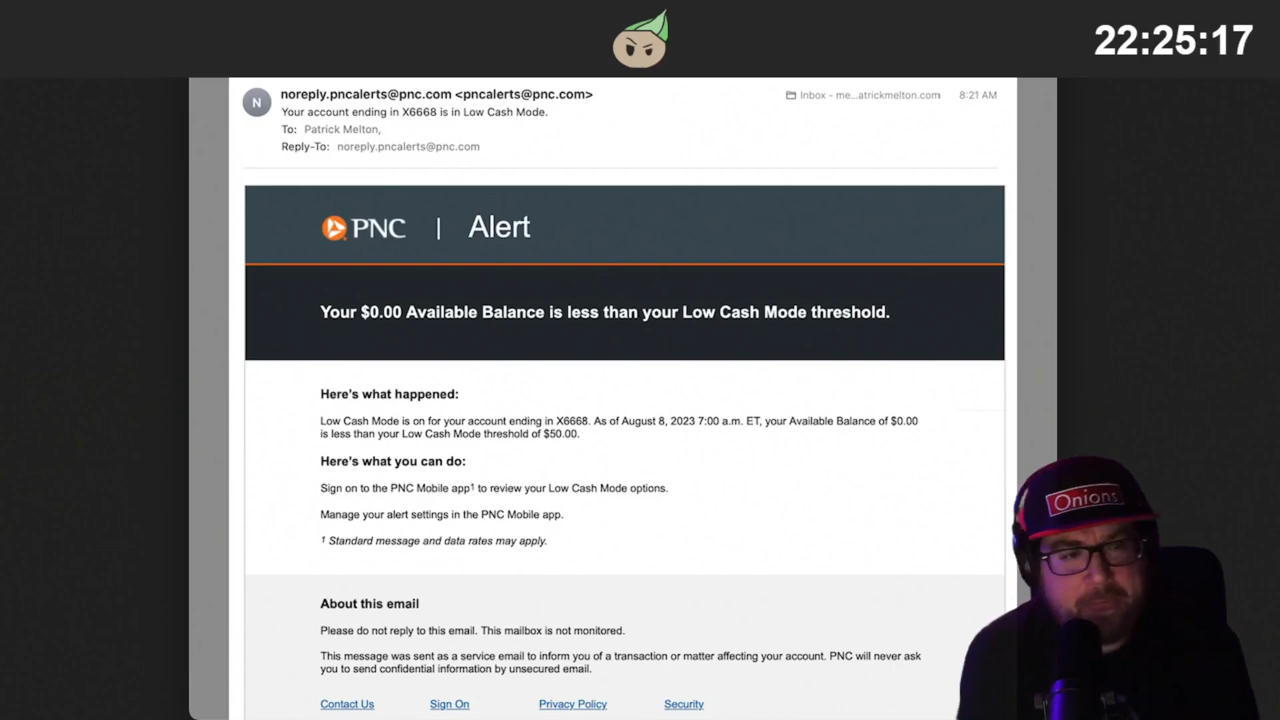 22:25:17
N
noreply.pncalerts@pnc.com <pncalerts@pnc.com>
Inbox - me...atrickmelton.com
8:21 AM
Your account ending in X6668 is in Low Cash Mode.
To: Patrick Melton,
Reply-To: noreply.pncalerts@pnc.com
PNC | Alert
Your $0.00 Available Balance is less than your Low Cash Mode threshold.
Here's what happened:
Low Cash Mode is on for your account ending in X6668. As of August 8, 2023 7:00 a.m. ET, your Available Balance of $0.00
is less than your Low Cash Mode threshold of $50.00.
Here's what you can do:
Sign on to the PNC Mobile app¹ to review your Low Cash Mode options.
Manage your alert settings in the PNC Mobile app.
¹ Standard message and data rates may apply.
Onions
About this email
Please do not reply to this email. This mailbox is not monitored.
This message was sent as a service email to inform you of a transaction or matter affecting your account. PNC will never ask
you to send confidential information by unsecured email.
Contact Us
Sign On
Privacy Policy
Security